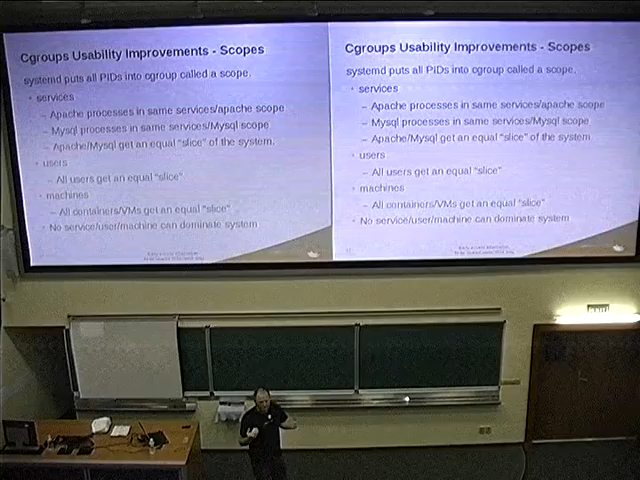 Cgroups Usability Improvements - Scopes
systemd puts all PIDs into cgroup called a scope.
• services
– Apache processes in same services/apache scope
– Mysql processes in same services/Mysql scope
– Apache/Mysql get an equal "slice" of the system.
• users
– All users get an equal "slice"
• machines
– All containers/VMs get an equal "slice"
• No service/user/machine can dominate system
Cgroups Usability Improvements - Scopes
systemd puts all PIDs into cgroup called a scope.
• services
– Apache processes in same services/apache scope
– Mysql processes in same services/Mysql scope
– Apache/Mysql get an equal "slice" of the system.
• users
– All users get an equal "slice"
• machines
– All containers/VMs get an equal "slice"
• No service/user/machine can dominate system